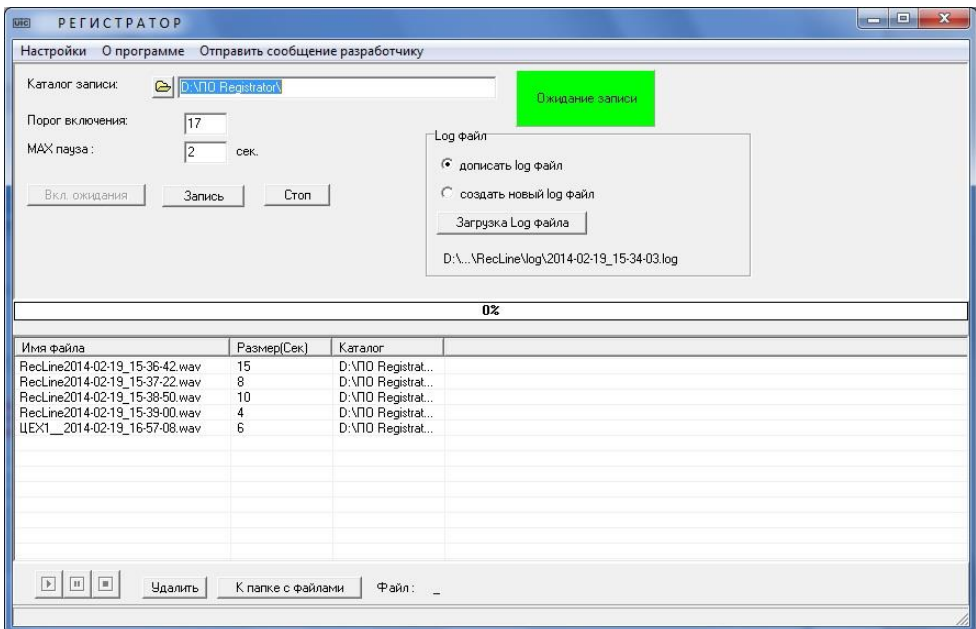 UIC РЕГИСТРАТОР
Настройки О программе Отправить сообщение разработчику
Каталог записи: D:\ПО Registrator\
Ожидание записи
Порог включения: 17
MAX пауза : 2 сек.
Вкл. ожидания Запись Стоп
Log файл
дописать log файл
создать новый log файл
Загрузка Log файла
D:\...\RecLine\log\2014-02-19_15-34-03.log
0%
Имя файла Размер(Сек) Каталог
RecLine2014-02-19_15-36-42.wav 15 D:\ПО Registrat...
RecLine2014-02-19_15-37-22.wav 8 D:\ПО Registrat...
RecLine2014-02-19_15-38-50.wav 10 D:\ПО Registrat...
RecLine2014-02-19_15-39-00.wav 4 D:\ПО Registrat...
ЦЕХ1__2014-02-19_16-57-08.wav 6 D:\ПО Registrat...
Удалить К папке с файлами Файл : _